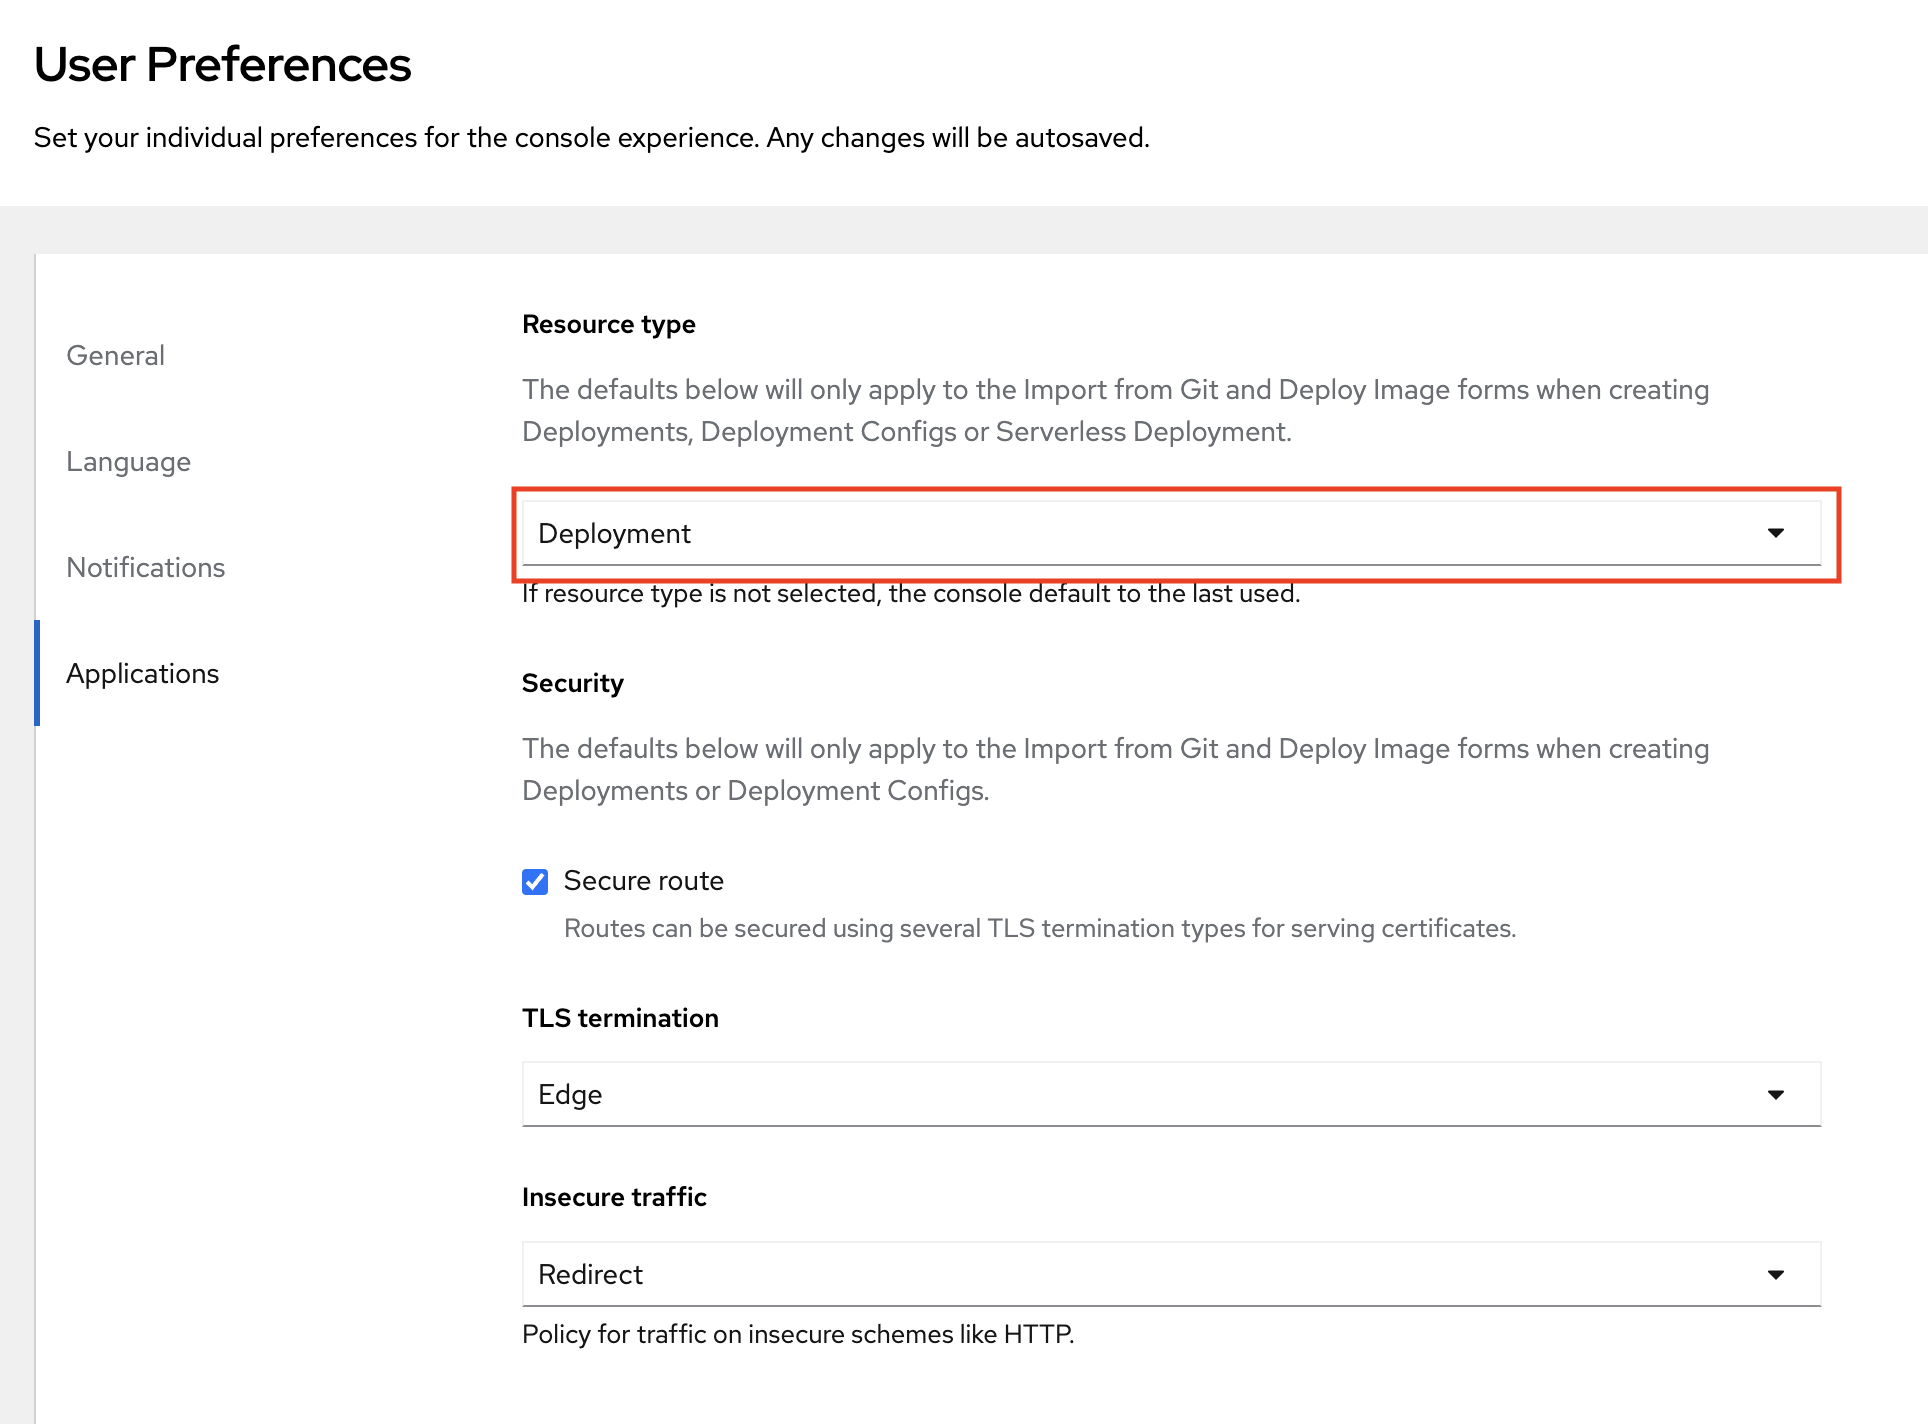 User Preferences
Set your individual preferences for the console experience. Any changes will be autosaved.
General
Language
Notifications
Applications
Resource type
The defaults below will only apply to the Import from Git and Deploy Image forms when creating
Deployments, Deployment Configs or Serverless Deployment.
Deployment
If resource type is not selected, the console default to the last used.
Security
The defaults below will only apply to the Import from Git and Deploy Image forms when creating
Deployments or Deployment Configs.
Secure route
Routes can be secured using several TLS termination types for serving certificates.
TLS termination
Edge
Insecure traffic
Redirect
Policy for traffic on insecure schemes like HTTP.